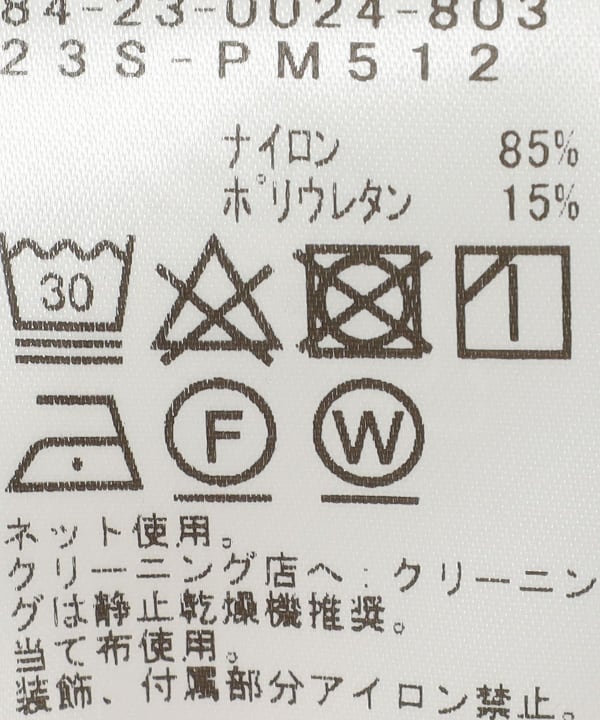 84-23-0024-803
23S-PM512
ナイロン 85%
ポリウレタン 15%
30
F W
ネット使用。
クリーニング店へ:クリーニン
グは静止乾燥機推奨。
当て布使用。
装飾、付属部分アイロン禁止。